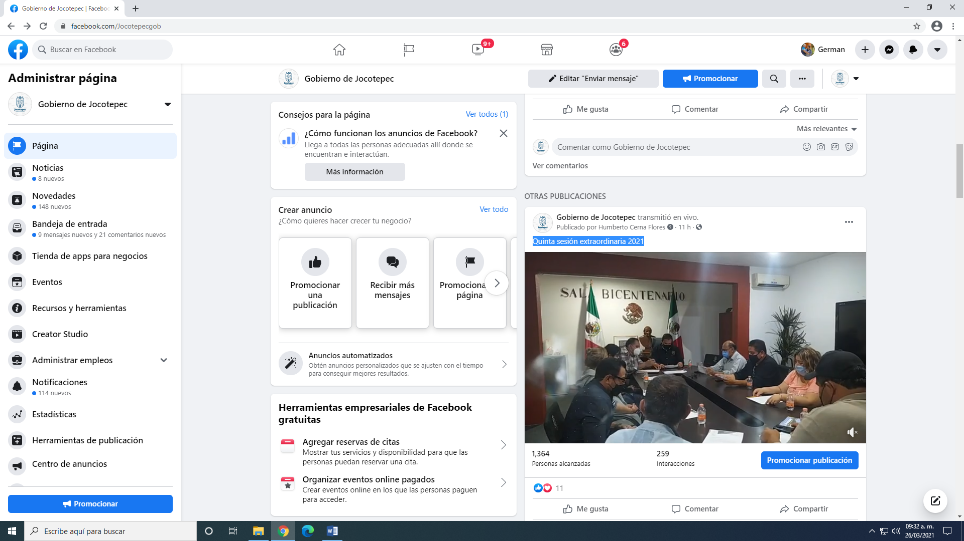 Gobierno de Jocotepec | Faceboo
facebook.com/Jocotepecgob
Buscar en Facebook
9+
6
German
Administrar página
Gobierno de Jocotepec
Página
Noticias
8 nuevos
Novedades
148 nuevos
Bandeja de entrada
9 mensajes nuevos y 21 comentarios nuevos
Tienda de apps para negocios
Eventos
Recursos y herramientas
Creator Studio
Administrar empleos
Notificaciones
114 nuevos
Estadísticas
Herramientas de publicación
Centro de anuncios
Promocionar
Gobierno de Jocotepec
Editar "Enviar mensaje"
Promocionar
Consejos para la página
Ver todos (1)
¿Cómo funcionan los anuncios de Facebook?
Llega a todas las personas adecuadas allí donde se
encuentran e interactúan.
Más información
Crear anuncio
Ver todo
¿Cómo quieres hacer crecer tu negocio?
Promocionar
una
publicación
Recibir más
mensajes
Promociona
página
Anuncios automatizados
Obtén anuncios personalizados que se ajusten con el tiempo
para conseguir mejores resultados.
Herramientas empresariales de Facebook
gratuitas
Agregar reservas de citas
Mostrar tus servicios y disponibilidad para que las
personas puedan reservar una cita.
Organizar eventos online pagados
Crear eventos online en los que las personas paguen
para acceder.
Me gusta
Comentar
Compartir
Más relevantes
Comentar como Gobierno de Jocotepec
Ver comentarios
OTRAS PUBLICACIONES
Gobierno de Jocotepec transmitió en vivo.
Publicado por Humberto Cerna Flores · 11 h ·
Quinta sesión extraordinaria 2021
SALA BICENTENARIO
1,364
Personas alcanzadas
259
Interacciones
Promocionar publicación
11
Me gusta
Comentar
Compartir
Escribe aquí para buscar
09:32 a. m.
26/03/2021